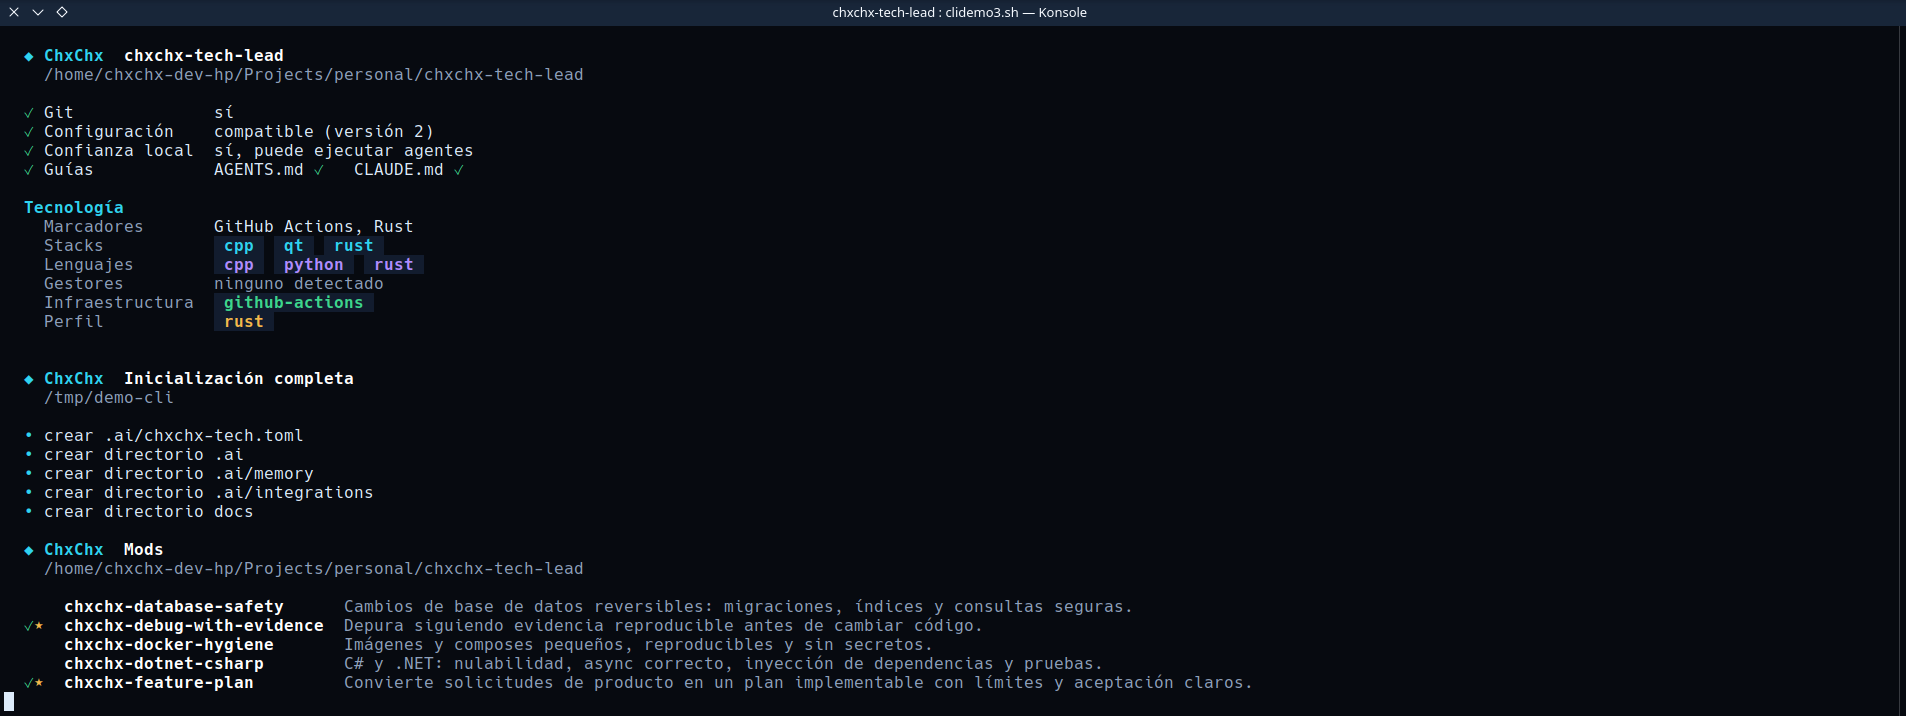 chxchx-tech-lead : clidemo3.sh — Konsole
◆ ChxChx  chxchx-tech-lead
/home/chxchx-dev-hp/Projects/personal/chxchx-tech-lead
✓ Git              sí
✓ Configuración    compatible (versión 2)
✓ Confianza local  sí, puede ejecutar agentes
✓ Guías            AGENTS.md ✓   CLAUDE.md ✓
Tecnología
Marcadores       GitHub Actions, Rust
Stacks           cpp  qt  rust
Lenguajes        cpp  python  rust
Gestores         ninguno detectado
Infraestructura  github-actions
Perfil           rust
◆ ChxChx  Inicialización completa
/tmp/demo-cli
• crear .ai/chxchx-tech.toml
• crear directorio .ai
• crear directorio .ai/memory
• crear directorio .ai/integrations
• crear directorio docs
◆ ChxChx  Mods
/home/chxchx-dev-hp/Projects/personal/chxchx-tech-lead
chxchx-database-safety      Cambios de base de datos reversibles: migraciones, índices y consultas seguras.
✓★  chxchx-debug-with-evidence  Depura siguiendo evidencia reproducible antes de cambiar código.
chxchx-docker-hygiene       Imágenes y composes pequeños, reproducibles y sin secretos.
chxchx-dotnet-csharp        C# y .NET: nulabilidad, async correcto, inyección de dependencias y pruebas.
✓★  chxchx-feature-plan         Convierte solicitudes de producto en un plan implementable con límites y aceptación claros.